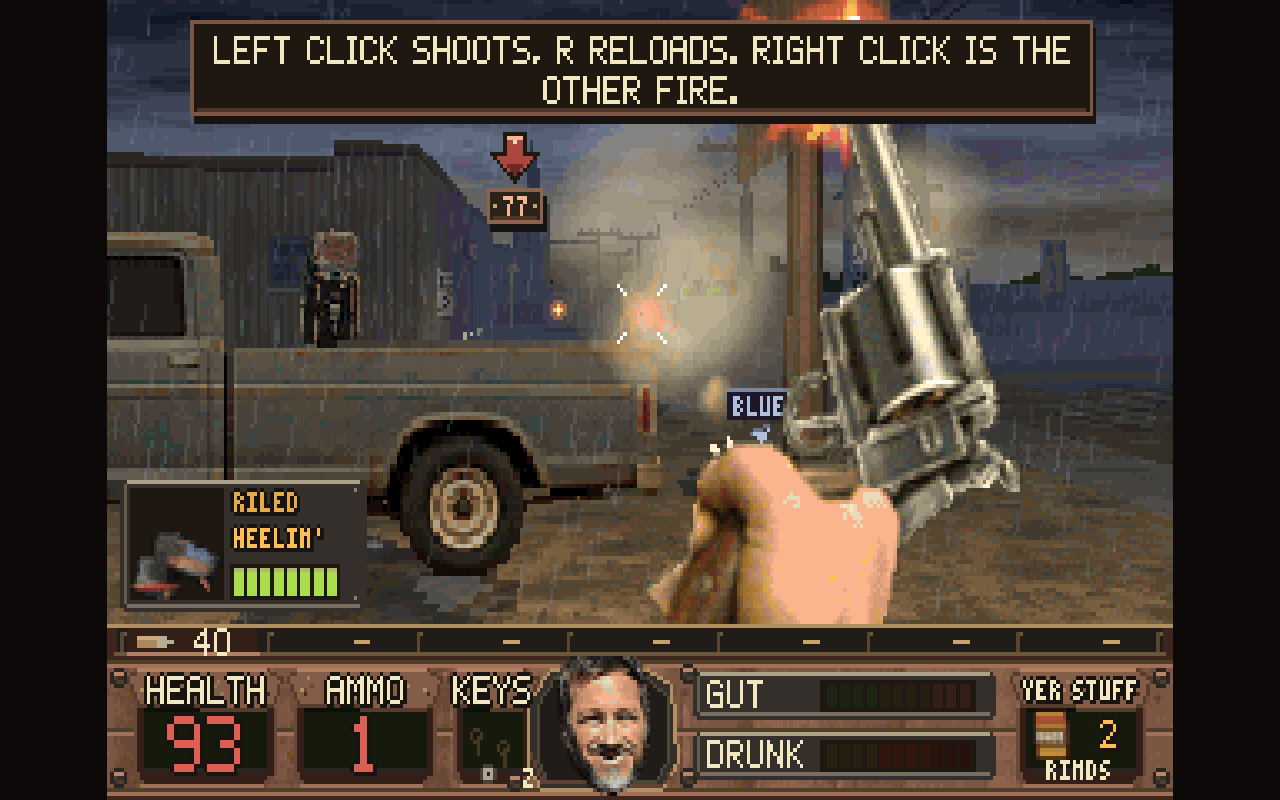 LEFT CLICK SHOOTS, R RELOADS. RIGHT CLICK IS THE
OTHER FIRE.
·77·
BLUE
RILED
HEELIN'
40
HEALTH
AMMO
KEYS
GUT
YER STUFF
93
1
2
2
DRUNK
RINDS